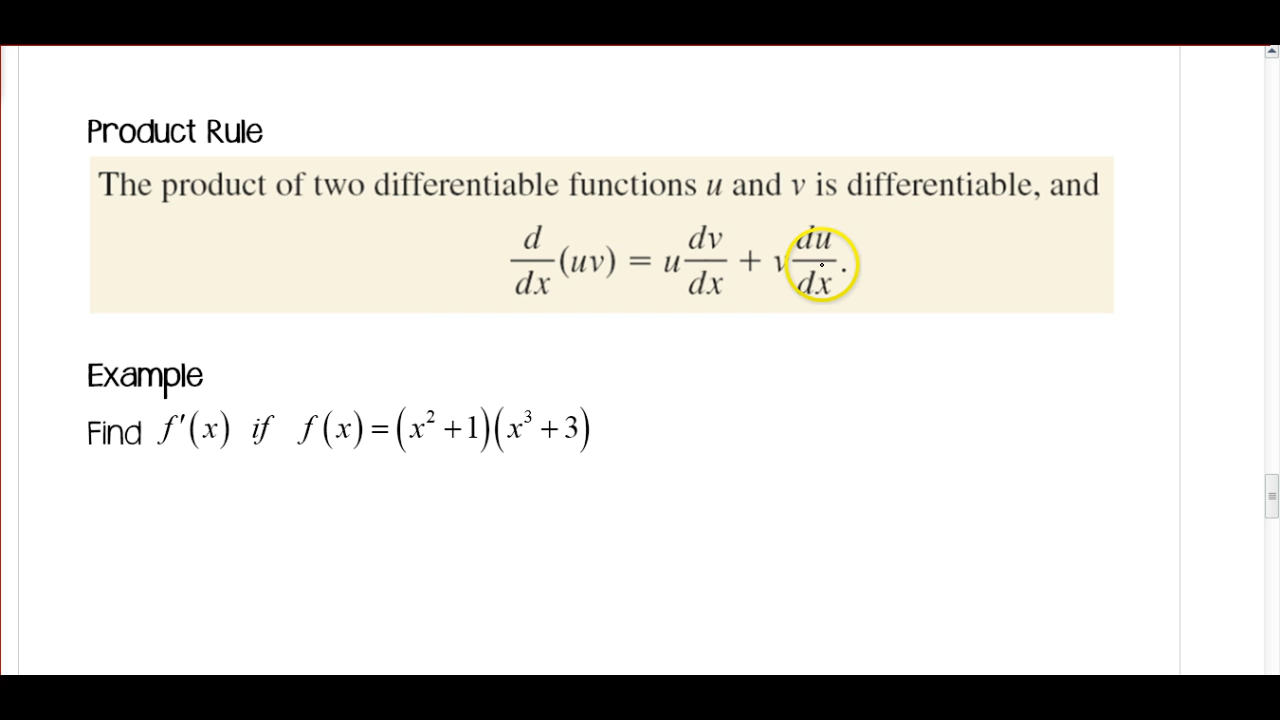 Product Rule
The product of two differentiable functions u and v is differentiable, and
d/dx (uv) = u dv/dx + v du/dx.
Example
Find f′(x) if f(x) = (x² + 1)(x³ + 3)